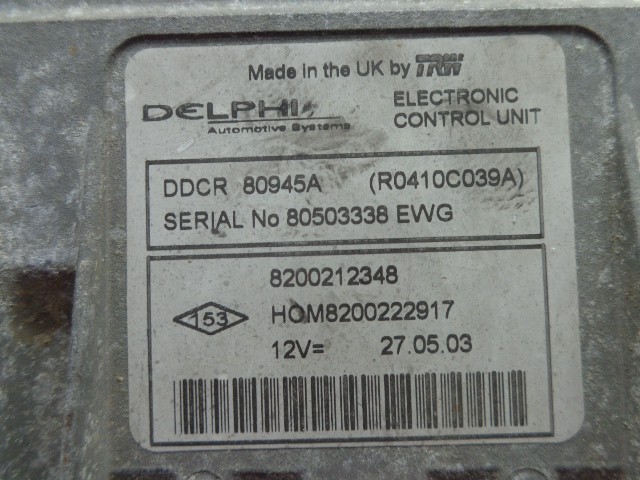 Made in the UK by TRW
DELPHI
Automotive Systems
ELECTRONIC
CONTROL UNIT
DDCR 80945A (R0410C039A)
SERIAL No 80503338 EWG
8200212348
153
HOM8200222917
12V= 27.05.03